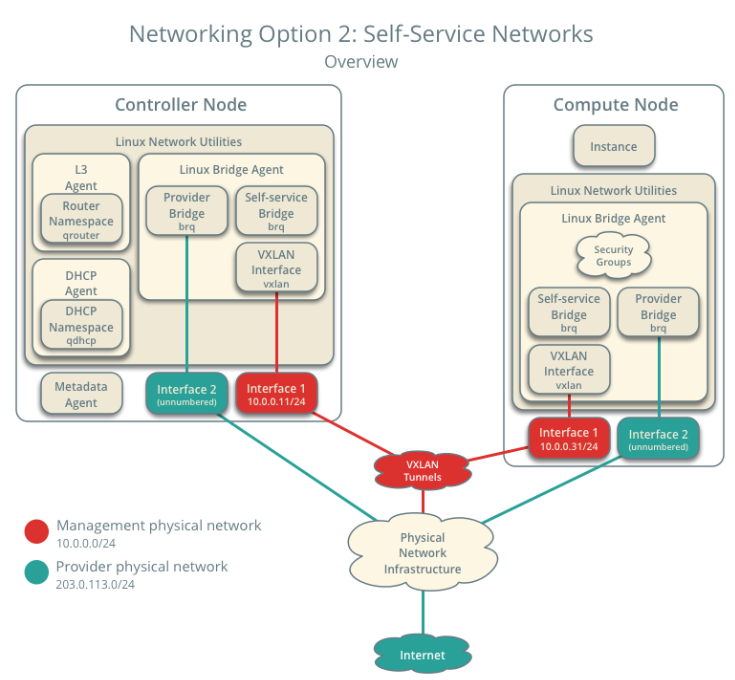 Networking Option 2: Self-Service Networks
Overview
Controller Node
Linux Network Utilities
L3
Agent
Router
Namespace
qrouter
DHCP
Agent
DHCP
Namespace
qdhcp
Linux Bridge Agent
Provider
Bridge
brq
Self-service
Bridge
brq
VXLAN
Interface
vxlan
Metadata
Agent
Interface 2
(unnumbered)
Interface 1
10.0.0.11/24
Compute Node
Instance
Linux Network Utilities
Linux Bridge Agent
Security
Groups
Self-service
Bridge
brq
Provider
Bridge
brq
VXLAN
Interface
vxlan
Interface 1
10.0.0.31/24
Interface 2
(unnumbered)
VXLAN
Tunnels
Physical
Network
Infrastructure
Internet
Management physical network
10.0.0.0/24
Provider physical network
203.0.113.0/24